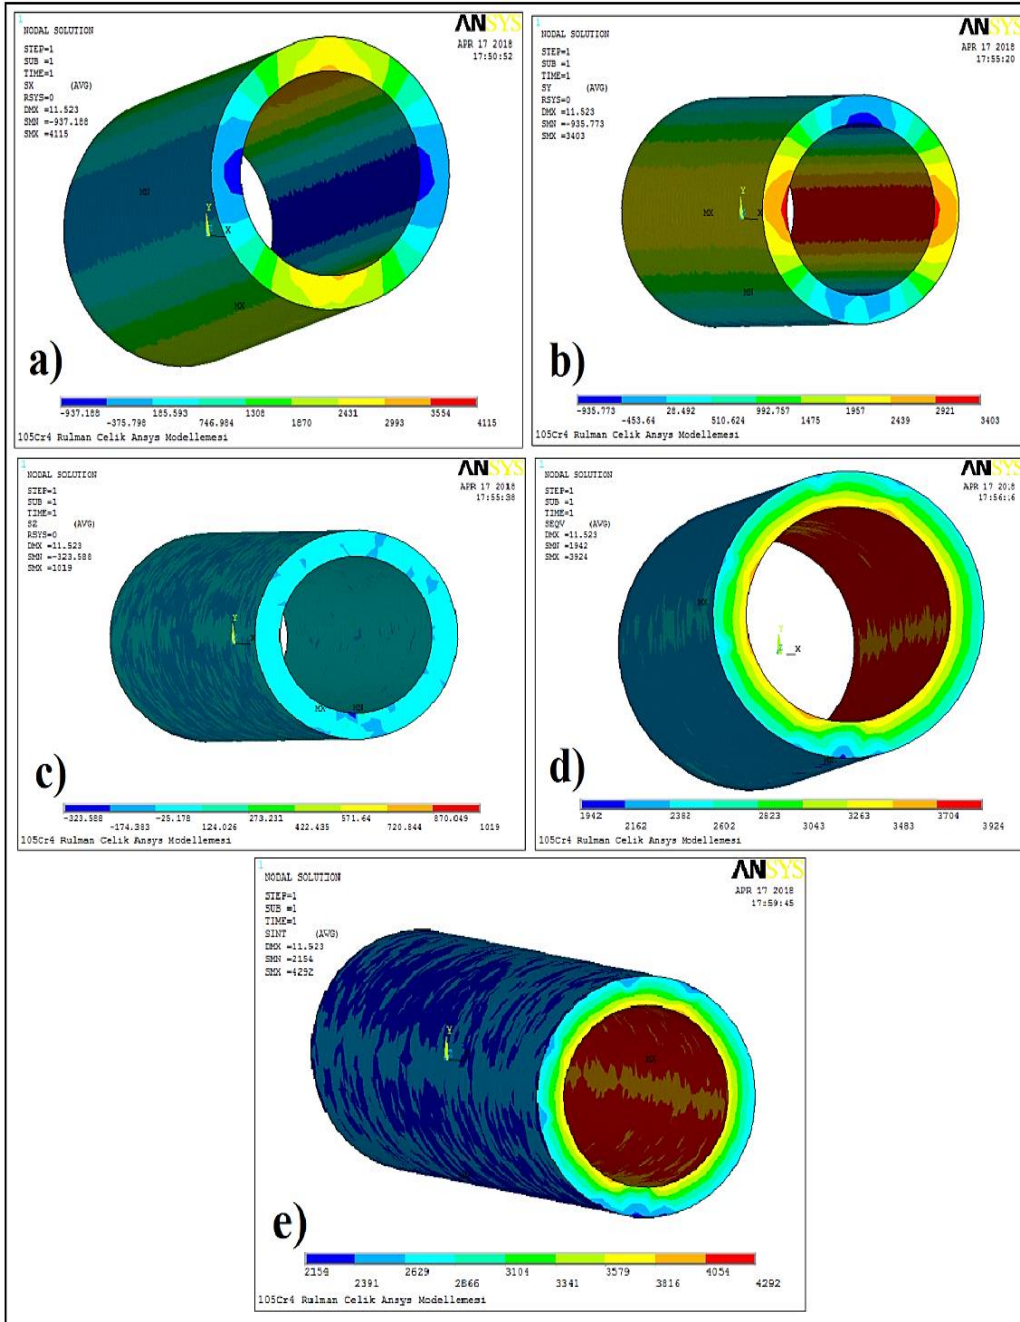 1
ANSYS
NODAL SOLUTION
APR 17 2018
17:50:52
STEP=1
SUB =1
TIME=1
SX (AVG)
RSYS=0
DMX =11.523
SMN =-937.188
SMX =4115
MN
Y
X
MX
a)
-937.188 185.593 1308 2431 3554
-375.798 746.984 1870 2993 4115
105Cr4 Rulman Celik Ansys Modellemesi
1
ANSYS
NODAL SOLUTION
APR 17 2018
17:55:20
STEP=1
SUB =1
TIME=1
SY (AVG)
RSYS=0
DMX =11.523
SMN =-935.773
SMX =3403
Y
MX X
MN
b)
-935.773 28.492 992.757 1957 2921
-453.64 510.624 1475 2439 3403
105Cr4 Rulman Celik Ansys Modellemesi
1
ANSYS
NODAL SOLUTION
APR 17 2018
17:55:38
STEP=1
SUB =1
TIME=1
SZ (AVG)
RSYS=0
DMX =11.523
SMN =-323.588
SMX =1019
Y
X
MX MN
c)
-323.588 -25.178 273.231 571.64 870.049
-174.383 124.026 422.435 720.844 1019
105Cr4 Rulman Celik Ansys Modellemesi
1
ANSYS
NODAL SOLUTION
APR 17 2018
STEP=1
SUB =1
TIME=1
SEQV (AVG)
DMX =11.523
SMN =1942
SMX =3924
MX
Y
X
d)
1942 2382 2823 3263 3704
2162 2602 3043 3483 3924
105Cr4 Rulman Celik Ansys Modellemesi
1
ANSYS
NODAL SOLUTION
APR 17 2018
17:59:45
STEP=1
SUB =1
TIME=1
SINT (AVG)
DMX =11.523
SMN =2154
SMX =4292
Y
MX
e)
2154 2629 3104 3579 4054
2391 2866 3341 3816 4292
105Cr4 Rulman Celik Ansys Modellemesi